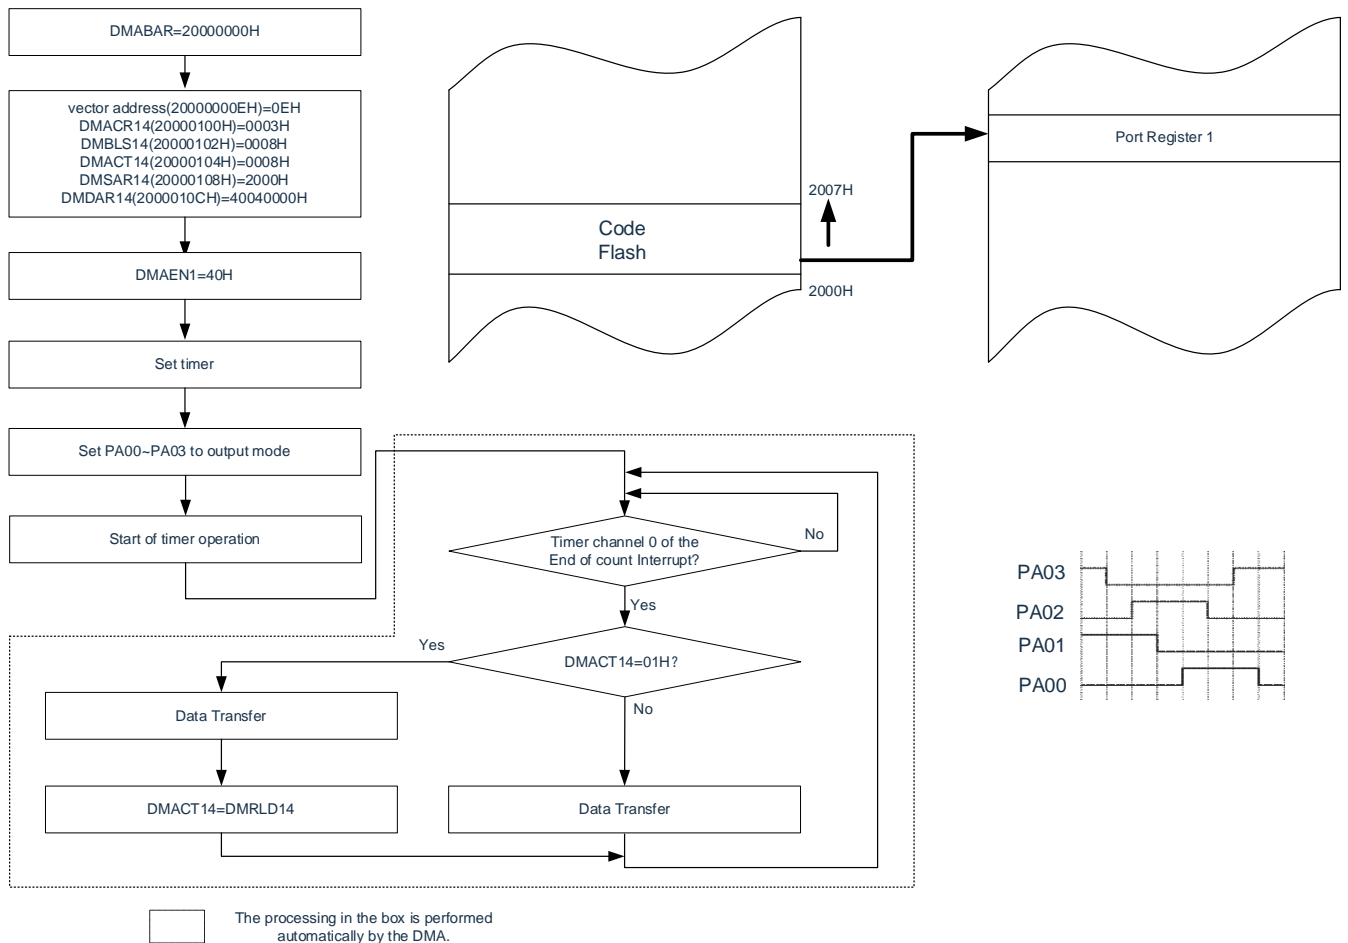 DMABAR=20000000H
vector address(20000000EH)=0EH
DMACR14(20000100H)=0003H
DMBLS14(20000102H)=0008H
DMACT14(20000104H)=0008H
DMSAR14(20000108H)=2000H
DMDAR14(2000010CH)=40040000H
DMAEN1=40H
Set timer
Set PA00~PA03 to output mode
Start of timer operation
2007H
Code
Flash
2000H
Port Register 1
Timer channel 0 of the
End of count Interrupt?
No
Yes
DMACT14=01H?
Yes
No
Data Transfer
DMACT14=DMRLD14
Data Transfer
PA03
PA02
PA01
PA00
The processing in the box is performed
automatically by the DMA.